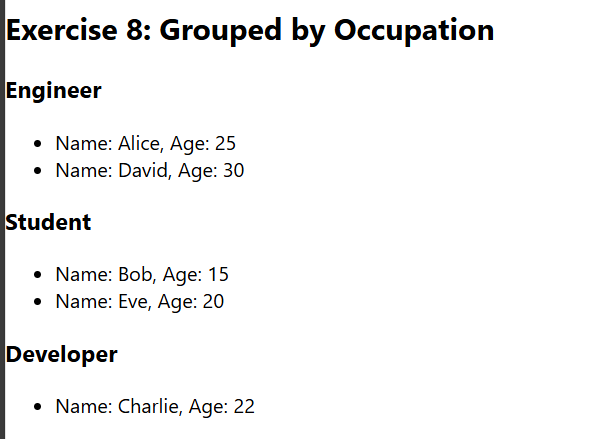 Exercise 8: Grouped by Occupation
Engineer
• Name: Alice, Age: 25
• Name: David, Age: 30
Student
• Name: Bob, Age: 15
• Name: Eve, Age: 20
Developer
• Name: Charlie, Age: 22